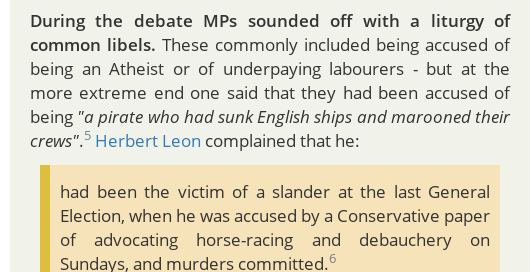 During the debate MPs sounded off with a liturgy of
common libels. These commonly included being accused of
being an Atheist or of underpaying labourers - but at the
more extreme end one said that they had been accused of
being "a pirate who had sunk English ships and marooned their
crews".5 Herbert Leon complained that he:
had been the victim of a slander at the last General
Election, when he was accused by a Conservative paper
of advocating horse-racing and debauchery on
Sundays, and murders committed.6